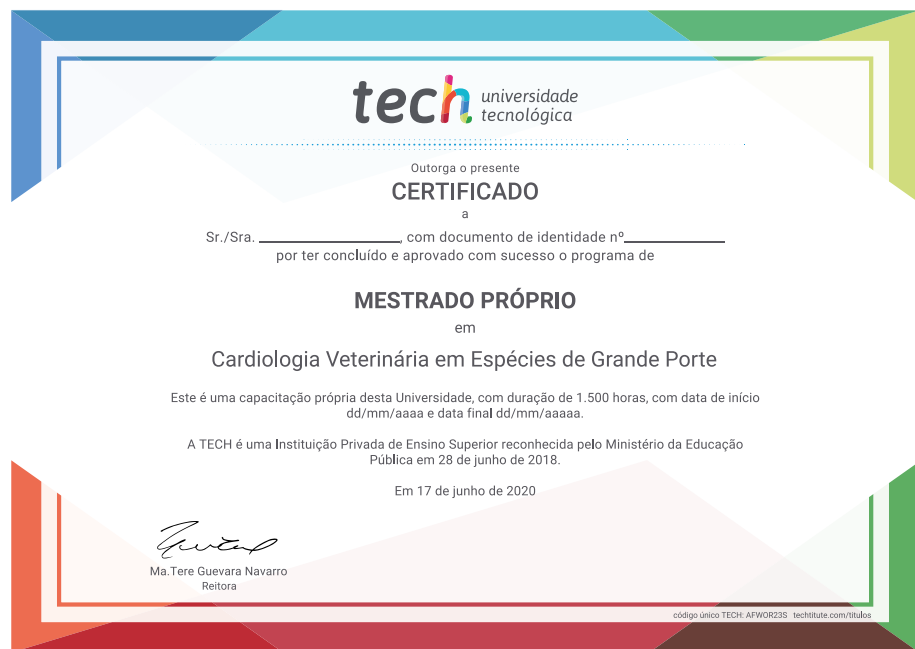 tech universidade
tecnológica
Outorga o presente
CERTIFICADO
a
Sr./Sra. ____________________, com documento de identidade nº______________
por ter concluído e aprovado com sucesso o programa de
MESTRADO PRÓPRIO
em
Cardiologia Veterinária em Espécies de Grande Porte
Este é uma capacitação própria desta Universidade, com duração de 1.500 horas, com data de início
dd/mm/aaaa e data final dd/mm/aaaaa.
A TECH é uma Instituição Privada de Ensino Superior reconhecida pelo Ministério da Educação
Pública em 28 de junho de 2018.
Em 17 de junho de 2020
Ma.Tere Guevara Navarro
Reitora
código único TECH: AFWOR23S techtitute.com/titulos